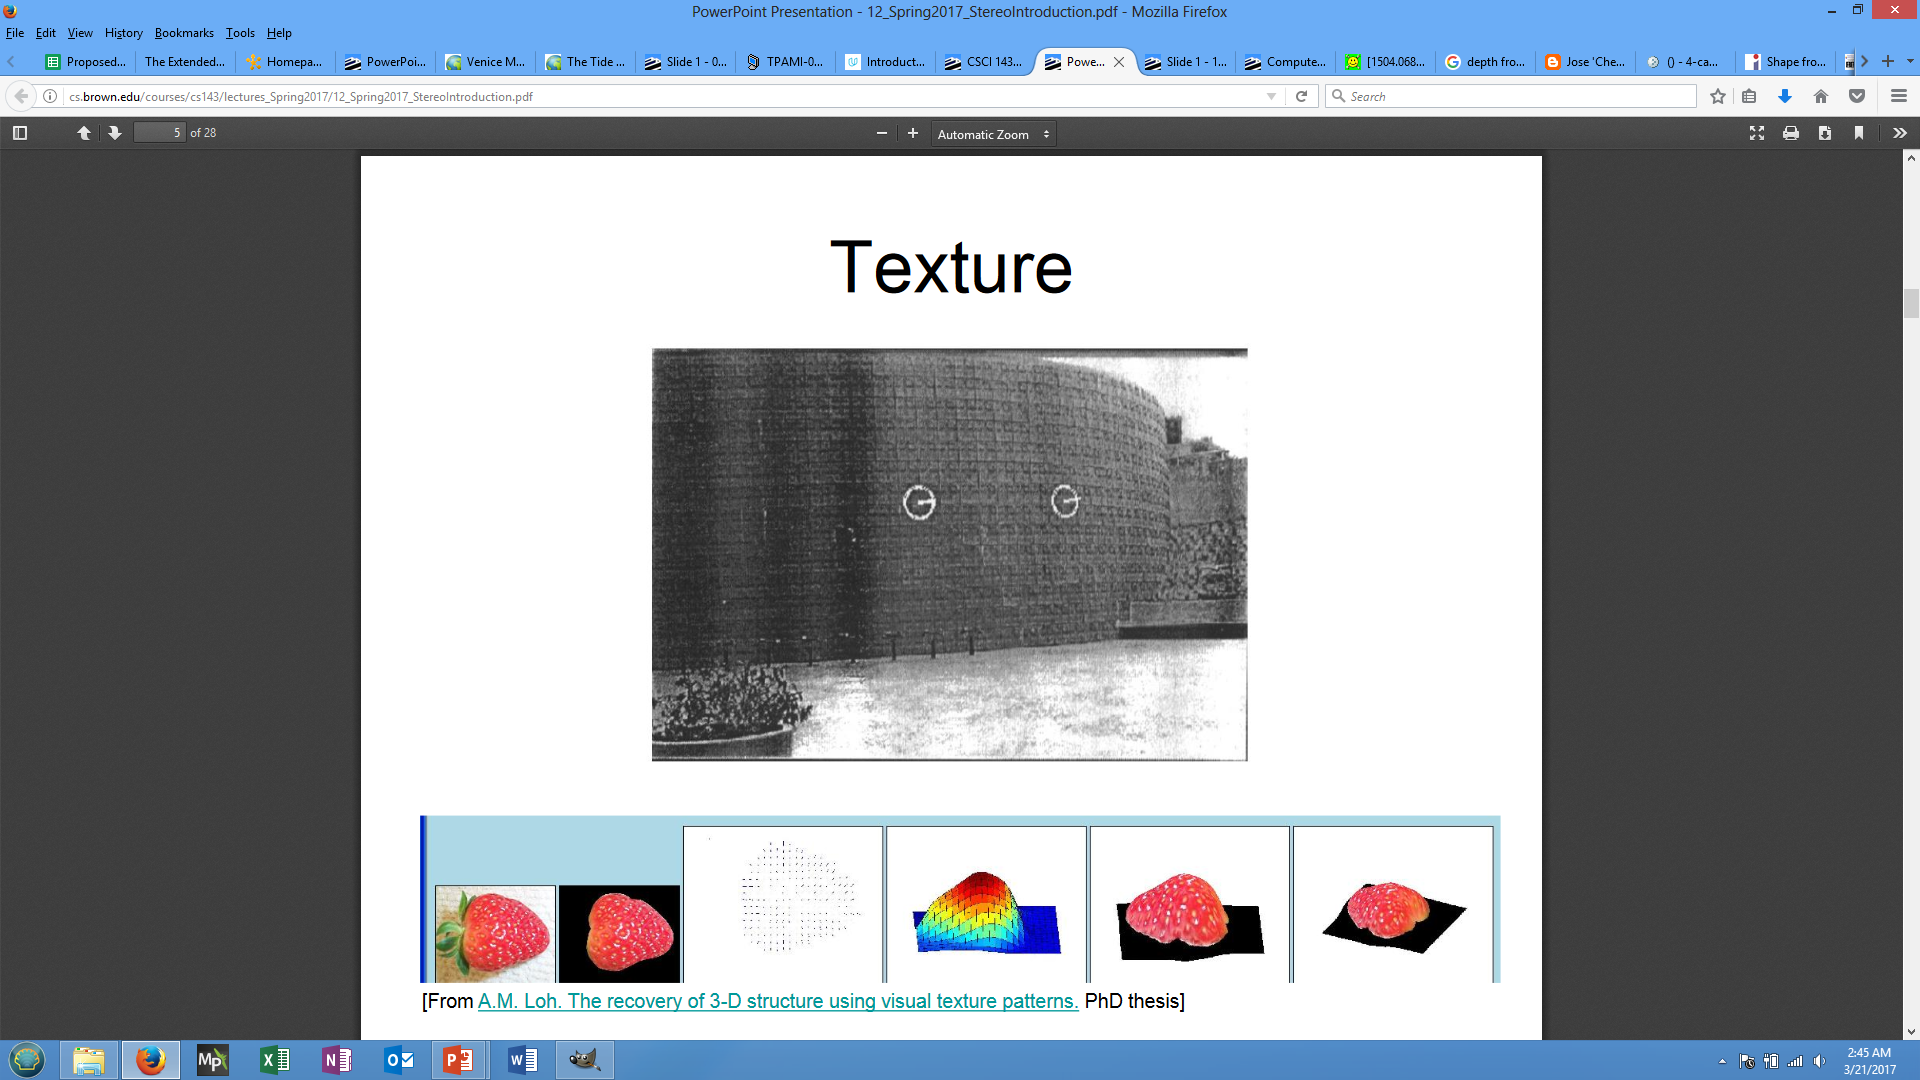 PowerPoint Presentation - 12_Spring2017_StereoIntroduction.pdf - Mozilla Firefox
File Edit View History Bookmarks Tools Help
Proposed... The Extended... Homepa... PowerPoi... Venice M... The Tide ... Slide 1 - 0... TPAMI-0... Introduct... CSCI 143... Powe... Slide 1 - 1... Compute... [1504.068... depth fro... Jose 'Che... () - 4-ca... Shape fro...
cs.brown.edu/courses/cs143/lectures_Spring2017/12_Spring2017_StereoIntroduction.pdf Search
5 of 28 Automatic Zoom
Texture
[From A.M. Loh. The recovery of 3-D structure using visual texture patterns. PhD thesis]
2:45 AM
3/21/2017